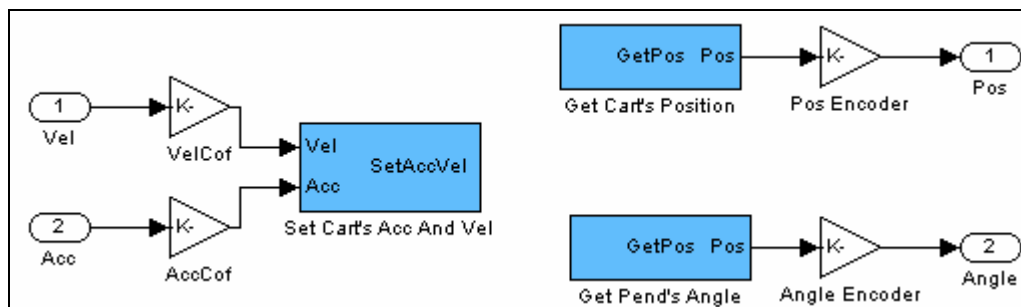 1
Vel
K-
VelCof
2
Acc
K-
AccCof
Vel
SetAccVel
Acc
Set Cart's Acc And Vel
GetPos Pos
Get Cart's Position
K-
Pos Encoder
1
Pos
GetPos Pos
Get Pend's Angle
K-
Angle Encoder
2
Angle